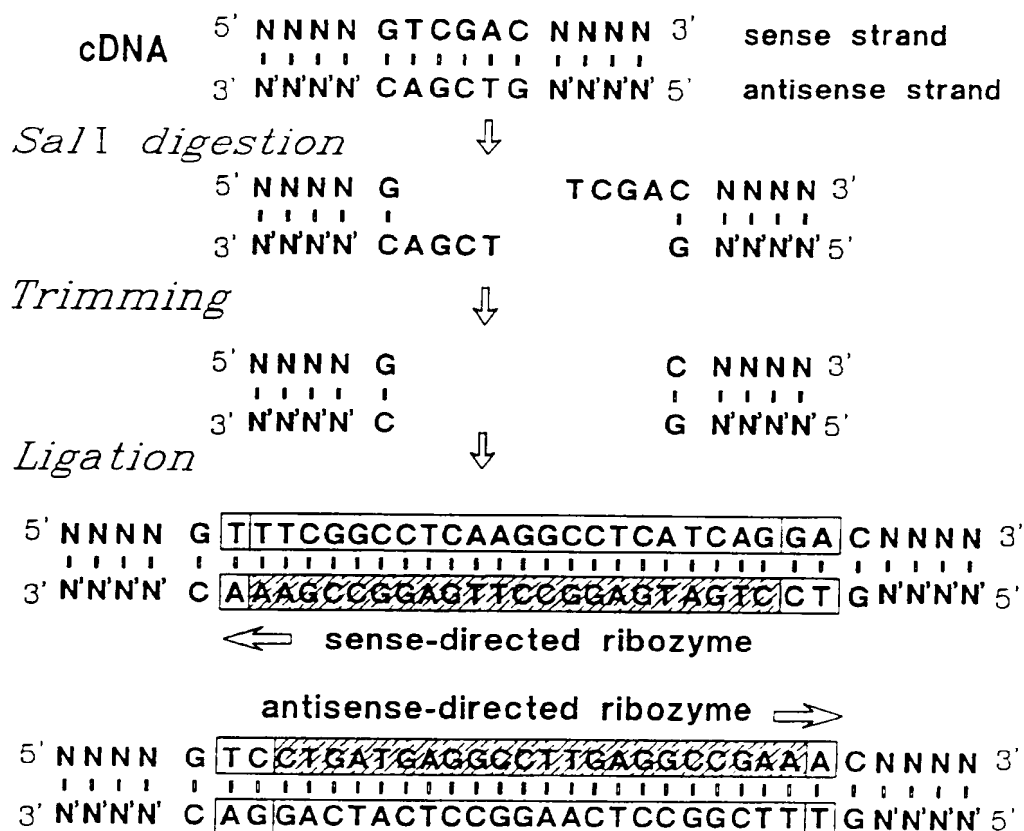 cDNA
5' NNNN GTCGAC NNNN 3' sense strand
3' N'N'N'N' CAGCTG N'N'N'N' 5' antisense strand
SalI digestion
5' NNNN G TCGAC NNNN 3'
3' N'N'N'N' CAGCT G N'N'N'N' 5'
Trimming
5' NNNN G C NNNN 3'
3' N'N'N'N' C G N'N'N'N' 5'
Ligation
5' NNNN G T TTCGGCCTCAAGGCCTCATCAG GA C NNNN 3'
3' N'N'N'N' C A AAGCCGGAGTTCCGGAGTAGTC CT G N'N'N'N' 5'
sense-directed ribozyme
antisense-directed ribozyme
5' NNNN G TC CTGATGAGGCCTTGAGGCCGAA A C NNNN 3'
3' N'N'N'N' C AG GACTACTCCGGAACTCCGGCTT T G N'N'N'N' 5'